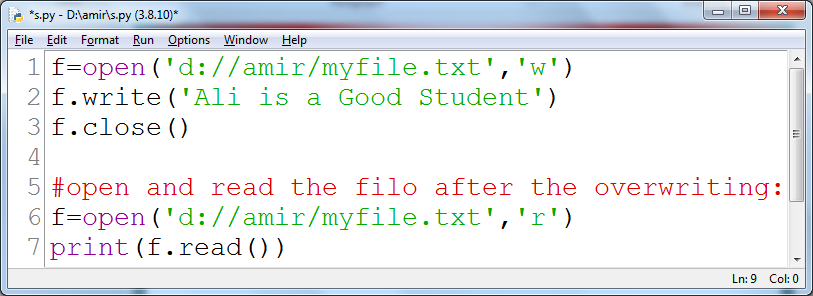 *s.py - D:\amir\s.py (3.8.10)*
File Edit Format Run Options Window Help
1 f=open('d://amir/myfile.txt','w')
2 f.write('Ali is a Good Student')
3 f.close()
4
5 #open and read the filo after the overwriting:
6 f=open('d://amir/myfile.txt','r')
7 print(f.read())
Ln: 9 Col: 0